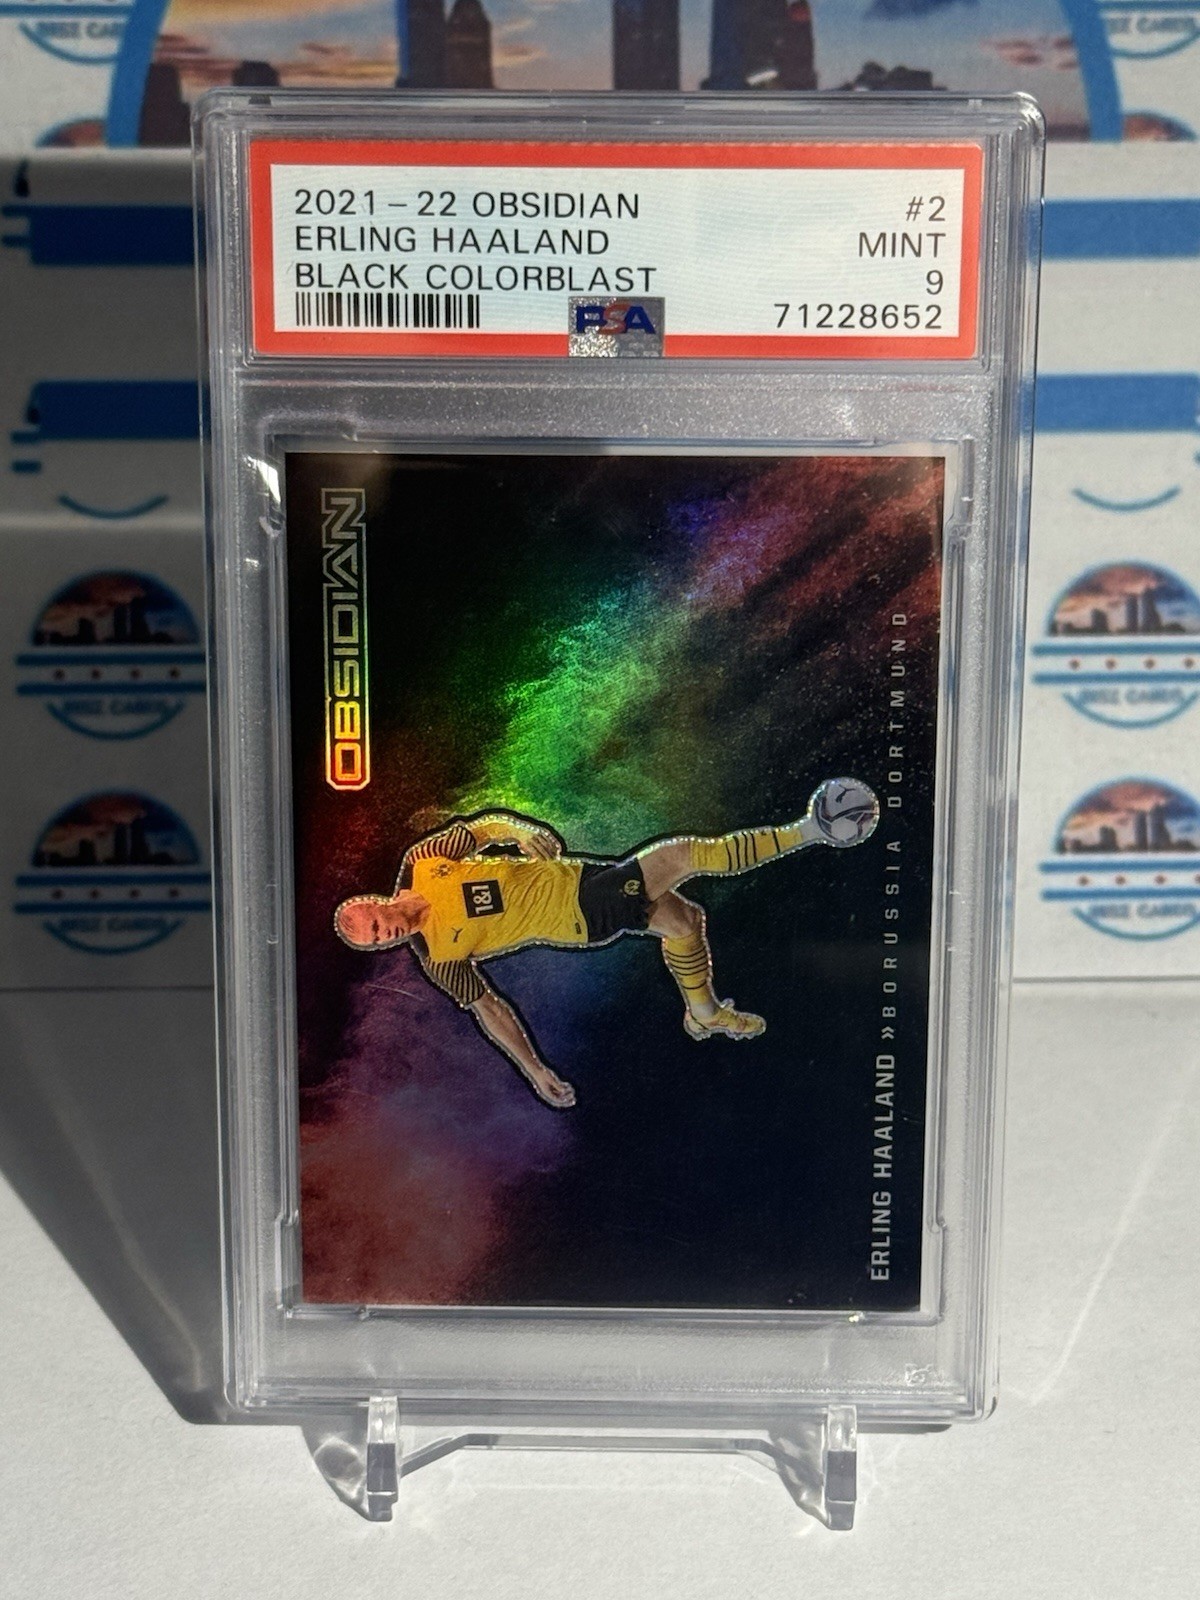 2021-22 OBSIDIAN #2
ERLING HAALAND MINT
BLACK COLORBLAST 9
PSA 71228652
OBSIDIAN
1&1
ERLING HAALAND » BORUSSIA DORTMUND